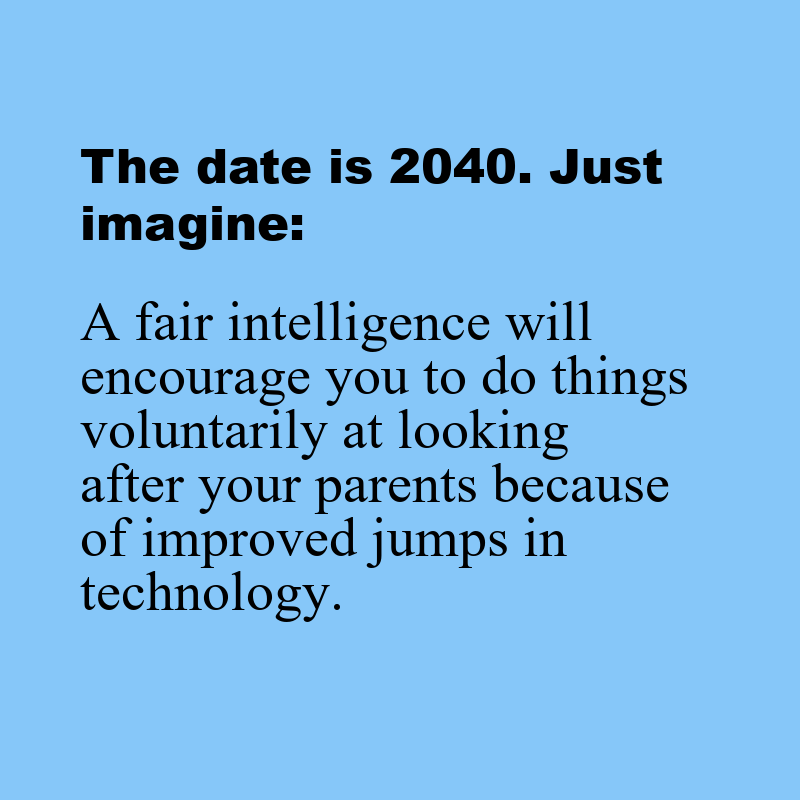 The date is 2040. Just
imagine:
A fair intelligence will
encourage you to do things
voluntarily at looking
after your parents because
of improved jumps in
technology.